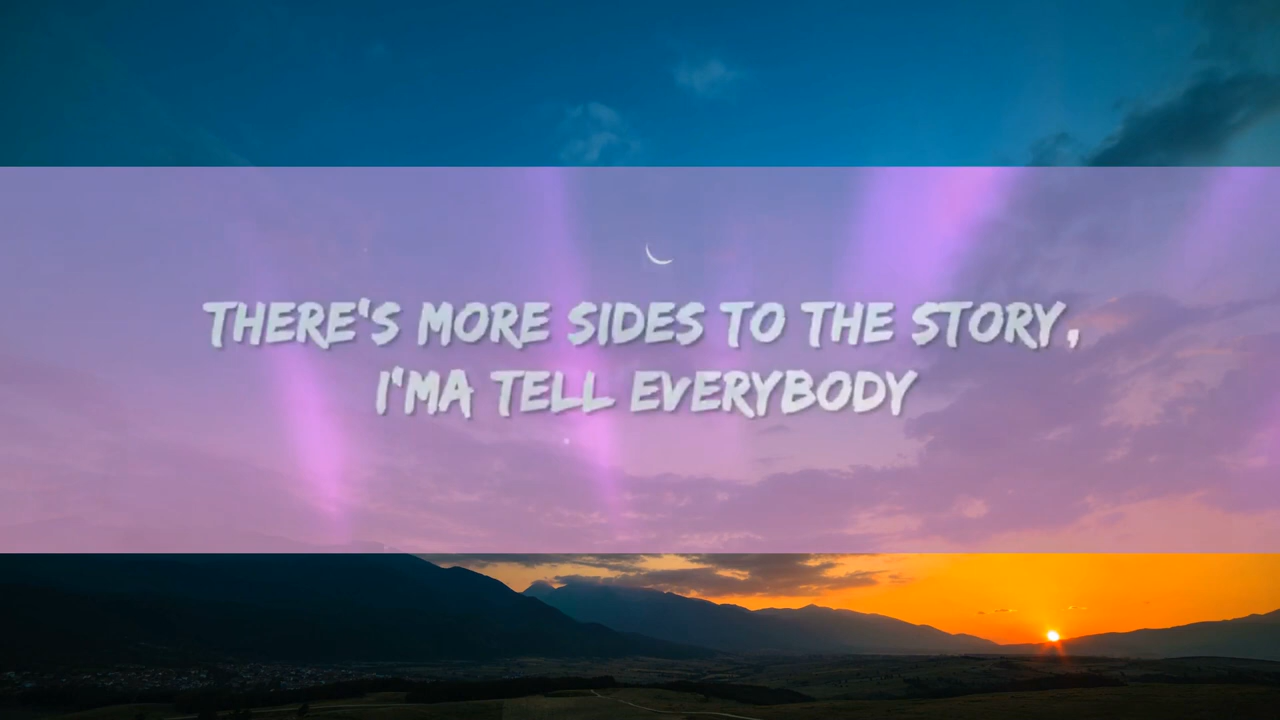 THERE'S MORE SIDES TO THE STORY,
I'MA TELL EVERYBODY